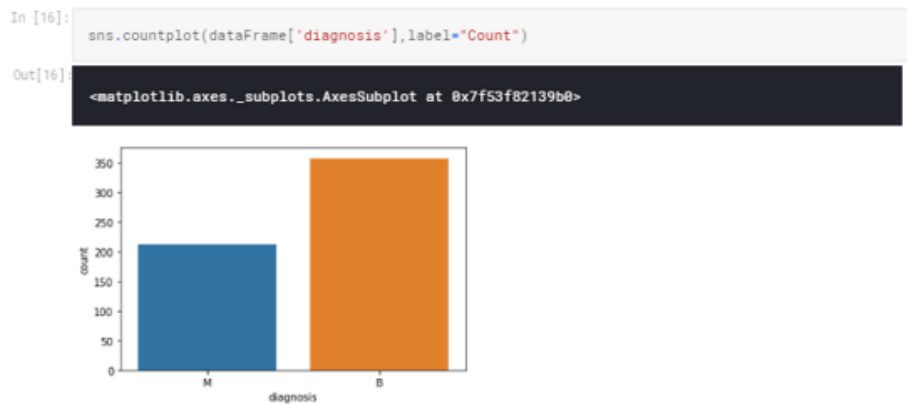 In [16]:
sns.countplot(dataFrame['diagnosis'],label="Count")
Out[16]:
<matplotlib.axes._subplots.AxesSubplot at 0x7f53f82139b0>
350
300
250
200
150
100
50
0
count
M B
diagnosis